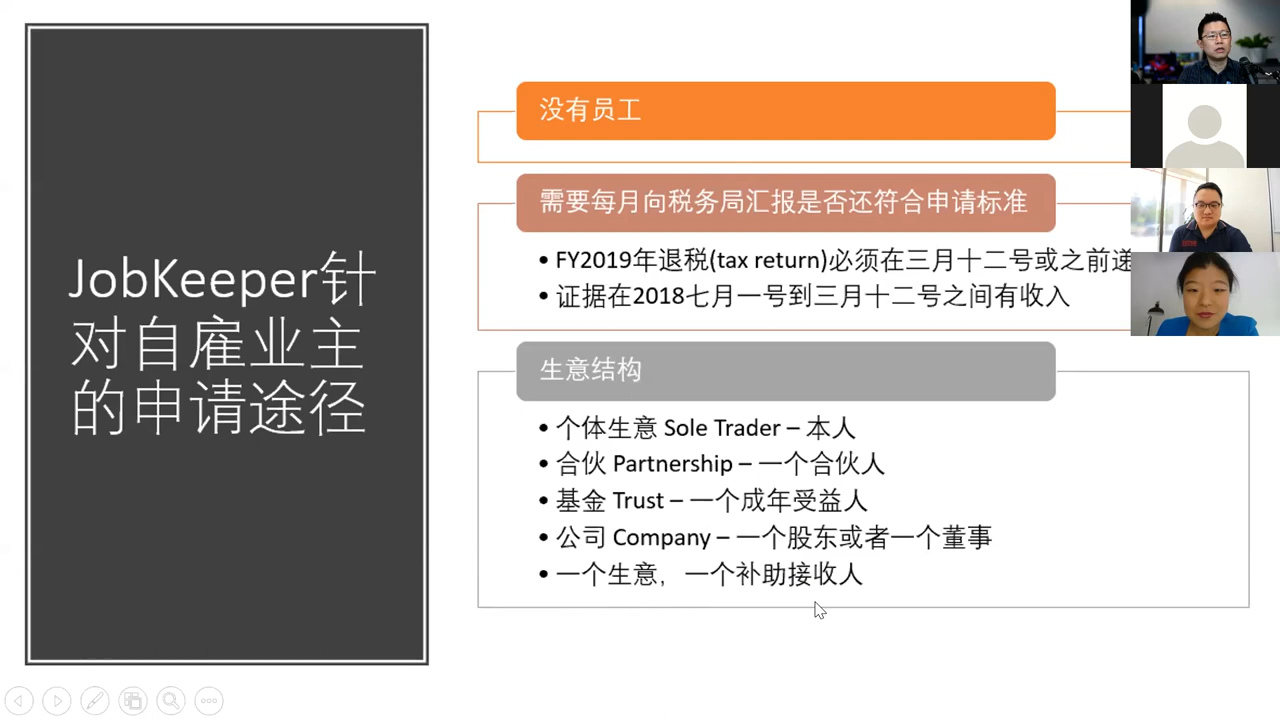 JobKeeper针
对自雇业主
的申请途径
没有员工
需要每月向税务局汇报是否还符合申请标准
• FY2019年退税(tax return)必须在三月十二号或之前递
• 证据在2018七月一号到三月十二号之间有收入
生意结构
• 个体生意 Sole Trader – 本人
• 合伙 Partnership – 一个合伙人
• 基金 Trust – 一个成年受益人
• 公司 Company – 一个股东或者一个董事
• 一个生意，一个补助接收人